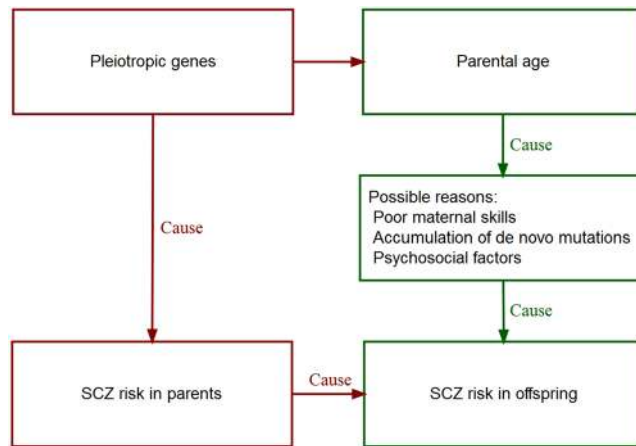 Pleiotropic genes
Parental age
Cause
Possible reasons:
Poor maternal skills
Accumulation of de novo mutations
Psychosocial factors
Cause
Cause
SCZ risk in parents
Cause
SCZ risk in offspring